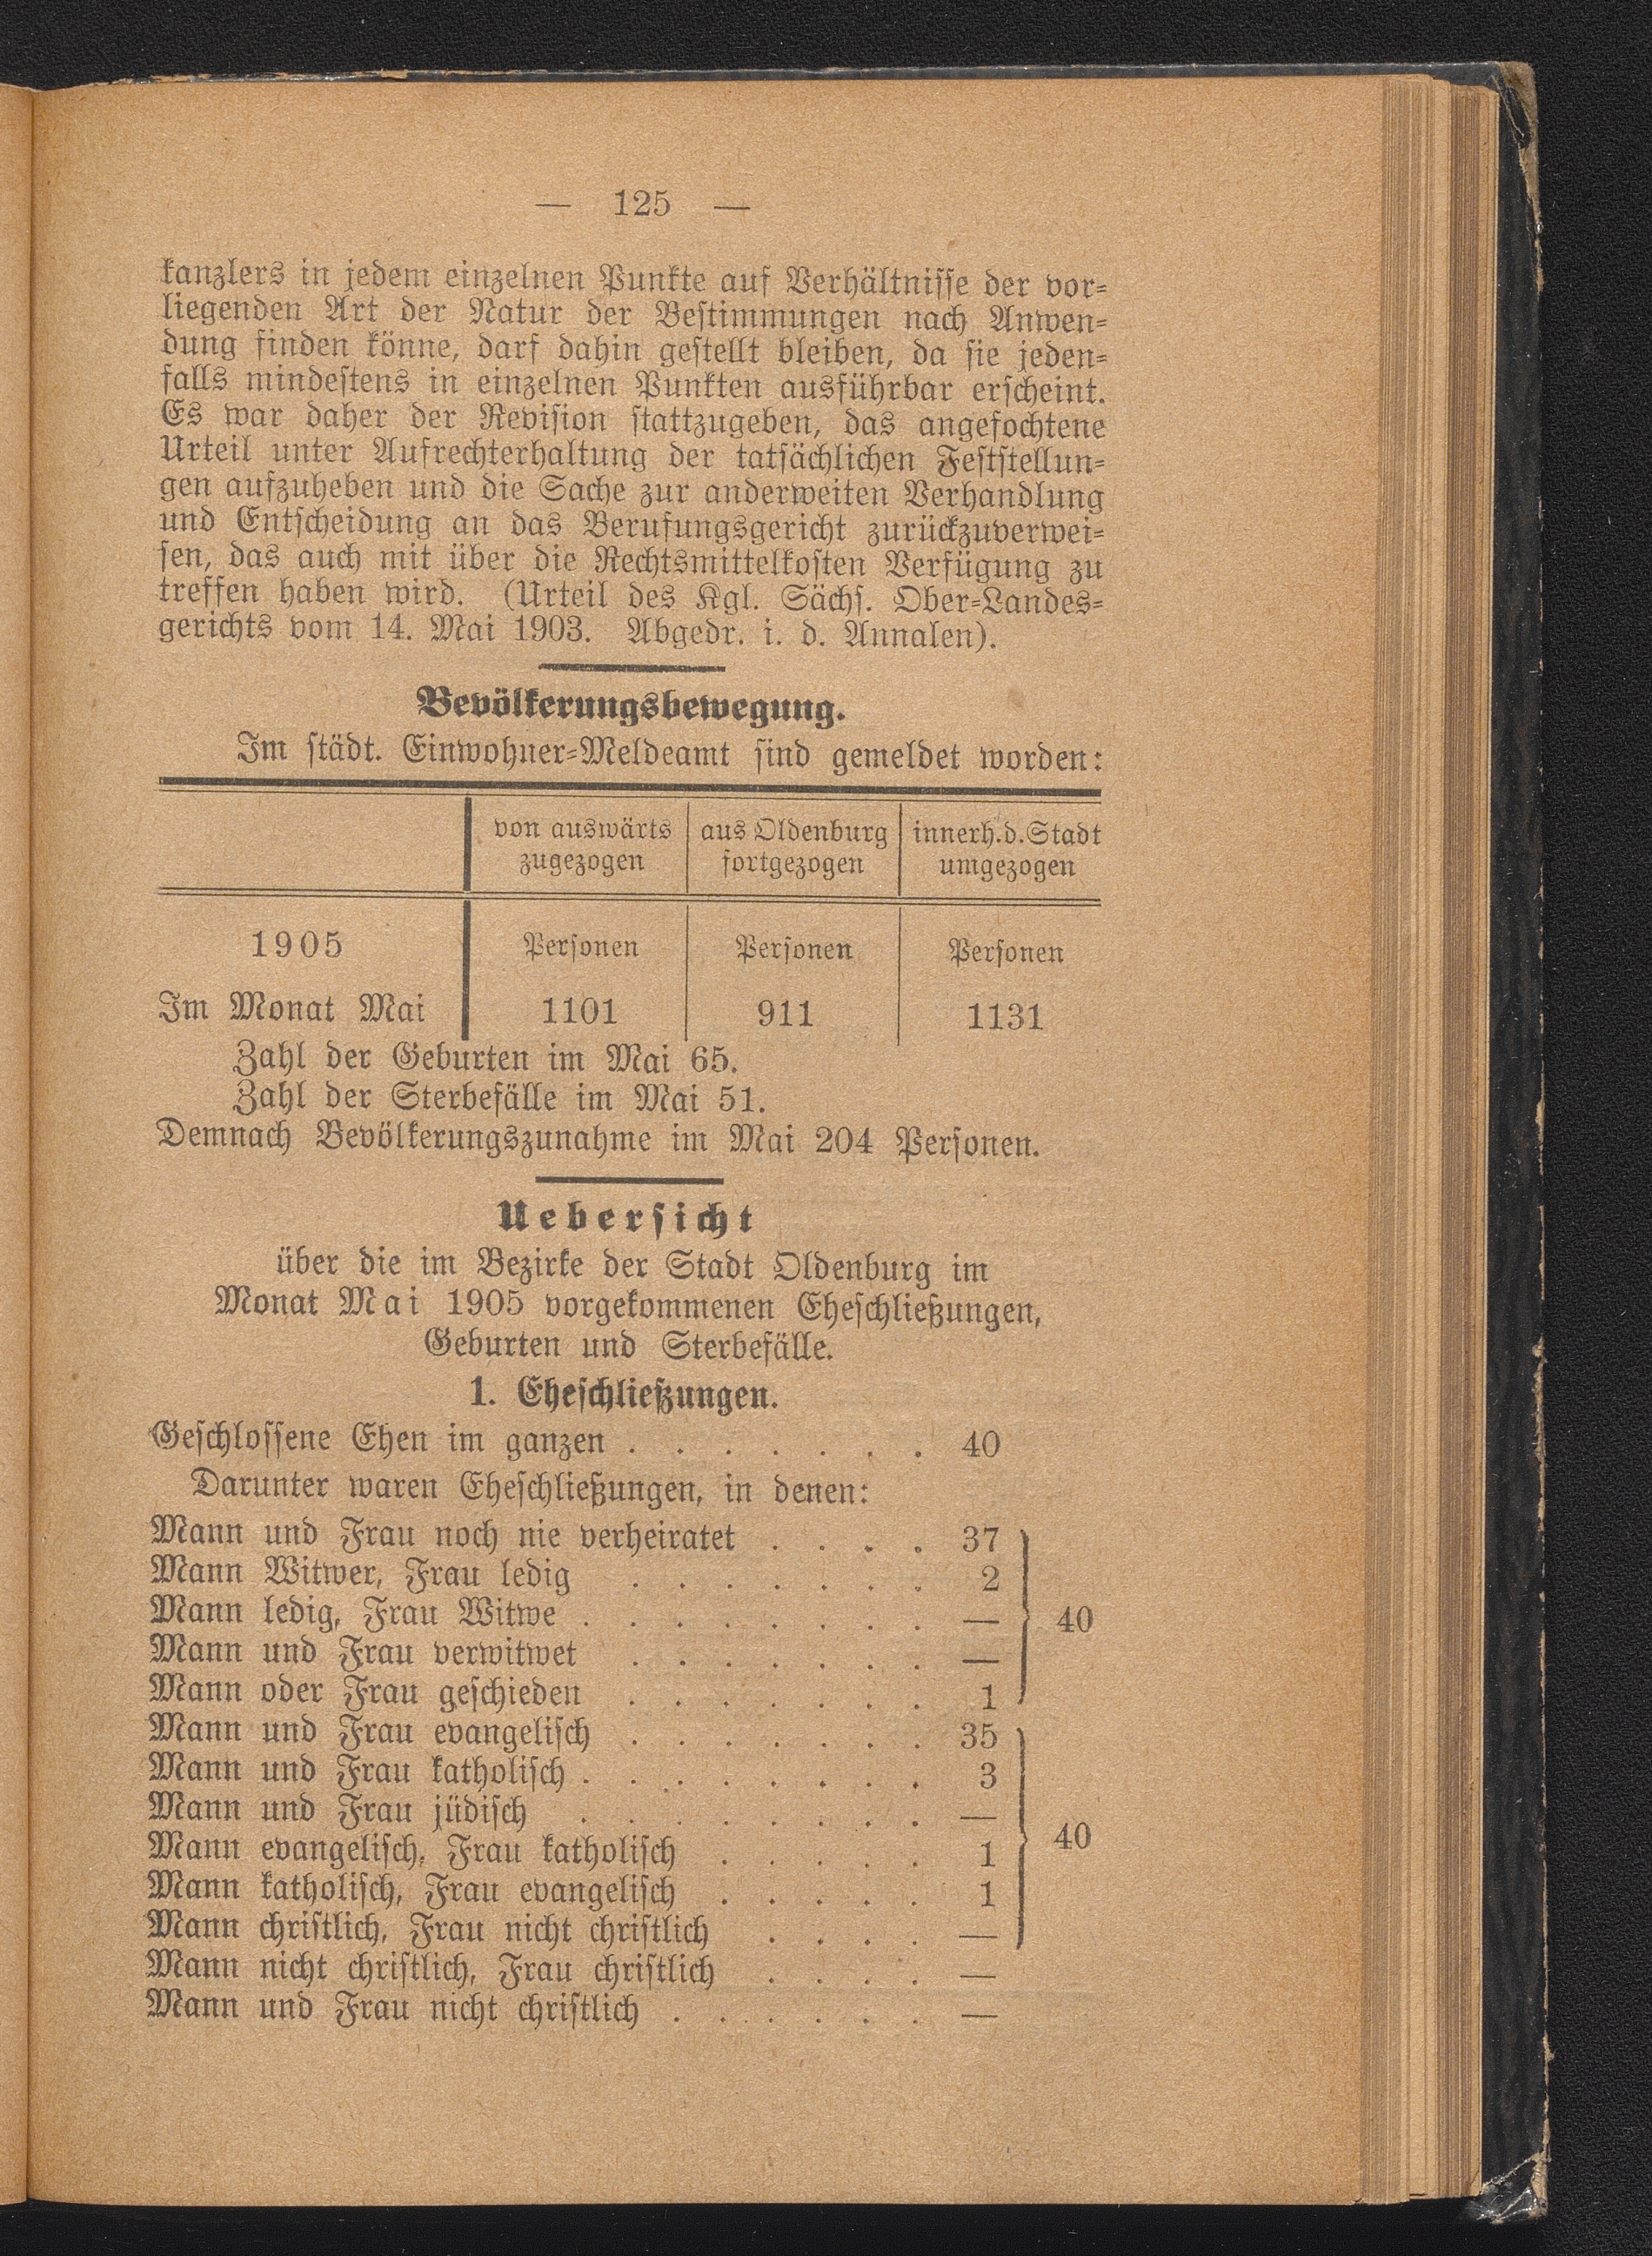 — 125 —
kanzlers in jedem einzelnen Punkte auf Verhältnisse der vor-
liegenden Art der Natur der Bestimmungen nach Anwen-
dung finden könne, darf dahin gestellt bleiben, da sie jeden-
falls mindestens in einzelnen Punkten ausführbar erscheint.
Es war daher der Revision stattzugeben, das angefochtene
Urteil unter Aufrechterhaltung der tatsächlichen Feststellun-
gen aufzuheben und die Sache zur anderweiten Verhandlung
und Entscheidung an das Berufungsgericht zurückzuverwei-
sen, das auch mit über die Rechtsmittelkosten Verfügung zu
treffen haben wird. (Urteil des Kgl. Sächs. Ober-Landes-
gerichts vom 14. Mai 1903. Abgedr. i. d. Annalen).
Bevölkerungsbewegung.
Im städt. Einwohner-Meldeamt sind gemeldet worden:
von auswärts aus Oldenburg innerh.d.Stadt
zugezogen fortgezogen umgezogen
1905 Personen Personen Personen
Im Monat Mai 1101 911 1131
Zahl der Geburten im Mai 65.
Zahl der Sterbefälle im Mai 51.
Demnach Bevölkerungszunahme im Mai 204 Personen.
Uebersicht
über die im Bezirke der Stadt Oldenburg im
Monat Mai 1905 vorgekommenen Eheschließungen,
Geburten und Sterbefälle.
1. Eheschließungen.
Geschlossene Ehen im ganzen . . . . . . . 40
Darunter waren Eheschließungen, in denen:
Mann und Frau noch nie verheiratet . . . . 37
Mann Witwer, Frau ledig . . . . . . . 2
Mann ledig, Frau Witwe . . . . . . . . — 40
Mann und Frau verwitwet . . . . . . . —
Mann oder Frau geschieden . . . . . . . 1
Mann und Frau evangelisch . . . . . . . 35
Mann und Frau katholisch . . . . . . . . 3
Mann und Frau jüdisch . . . . . . . . —
Mann evangelisch, Frau katholisch . . . . . 1 40
Mann katholisch, Frau evangelisch . . . . . 1
Mann christlich, Frau nicht christlich . . . . —
Mann nicht christlich, Frau christlich . . . . —
Mann und Frau nicht christlich . . . . . . —